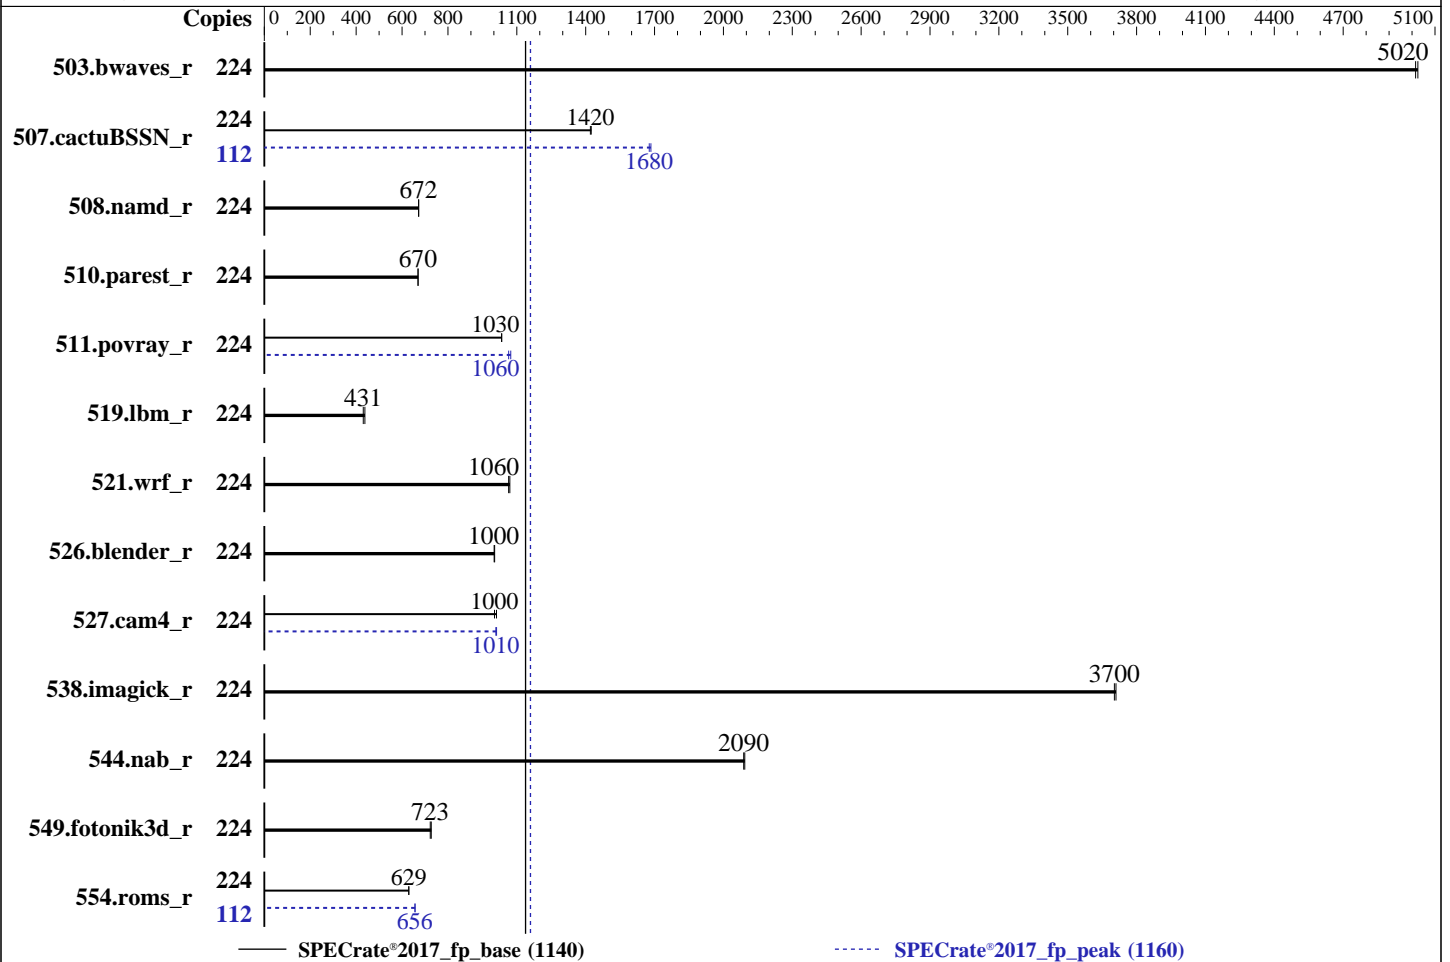 Copies 0 200 400 600 800 1100 1400 1700 2000 2300 2600 2900 3200 3500 3800 4100 4400 4700 5100
503.bwaves_r 224 5020
507.cactuBSSN_r 224 1420
112 1680
508.namd_r 224 672
510.parest_r 224 670
511.povray_r 224 1030
1060
519.lbm_r 224 431
521.wrf_r 224 1060
526.blender_r 224 1000
527.cam4_r 224 1000
1010
538.imagick_r 224 3700
544.nab_r 224 2090
549.fotonik3d_r 224 723
554.roms_r 224 629
112 656
SPECrate®2017_fp_base (1140) SPECrate®2017_fp_peak (1160)